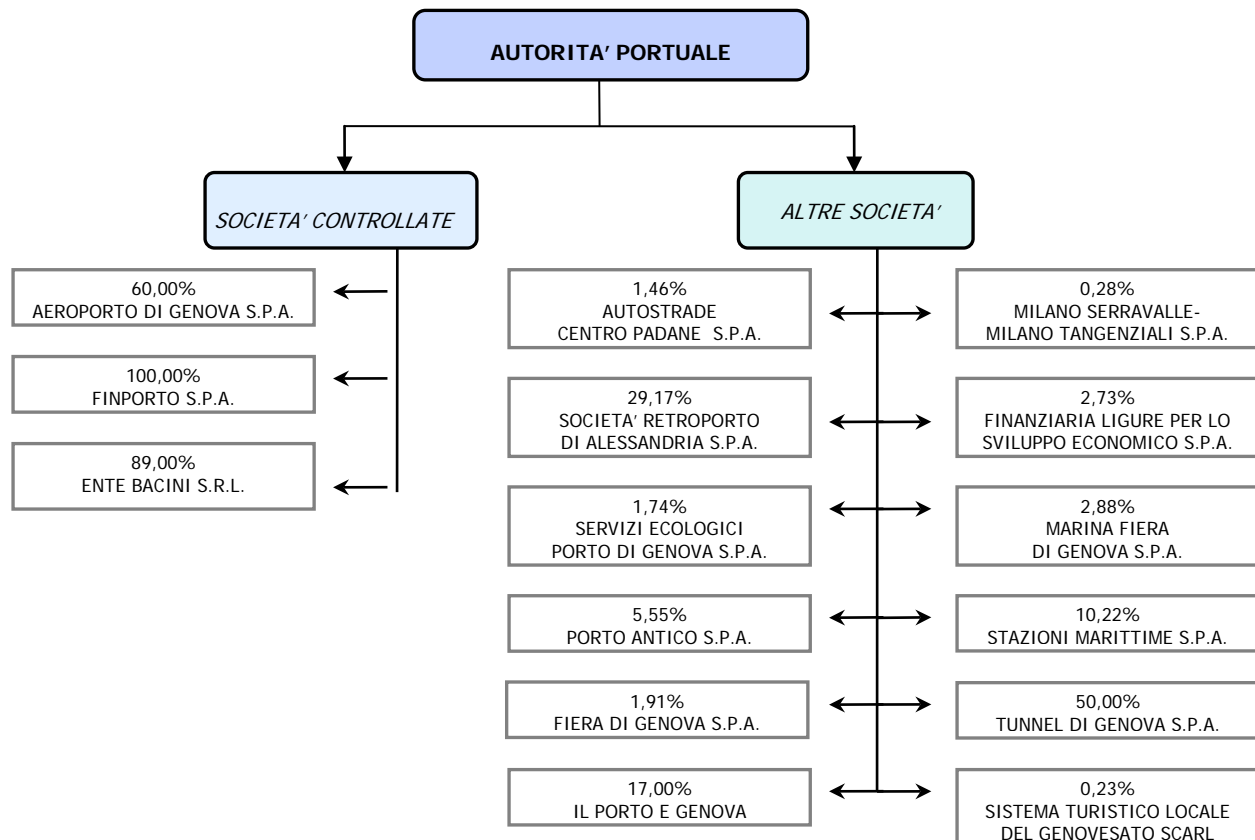 AUTORITA’ PORTUALE
SOCIETA’ CONTROLLATE
ALTRE SOCIETA’
60,00%
AEROPORTO DI GENOVA S.P.A.
100,00%
FINPORTO S.P.A.
89,00%
ENTE BACINI S.R.L.
1,46%
AUTOSTRADE
CENTRO PADANE S.P.A.
0,28%
MILANO SERRAVALLE-
MILANO TANGENZIALI S.P.A.
29,17%
SOCIETA’ RETROPORTO
DI ALESSANDRIA S.P.A.
2,73%
FINANZIARIA LIGURE PER LO
SVILUPPO ECONOMICO S.P.A.
1,74%
SERVIZI ECOLOGICI
PORTO DI GENOVA S.P.A.
2,88%
MARINA FIERA
DI GENOVA S.P.A.
5,55%
PORTO ANTICO S.P.A.
10,22%
STAZIONI MARITTIME S.P.A.
1,91%
FIERA DI GENOVA S.P.A.
50,00%
TUNNEL DI GENOVA S.P.A.
17,00%
IL PORTO E GENOVA
0,23%
SISTEMA TURISTICO LOCALE
DEL GENOVESATO SCARL